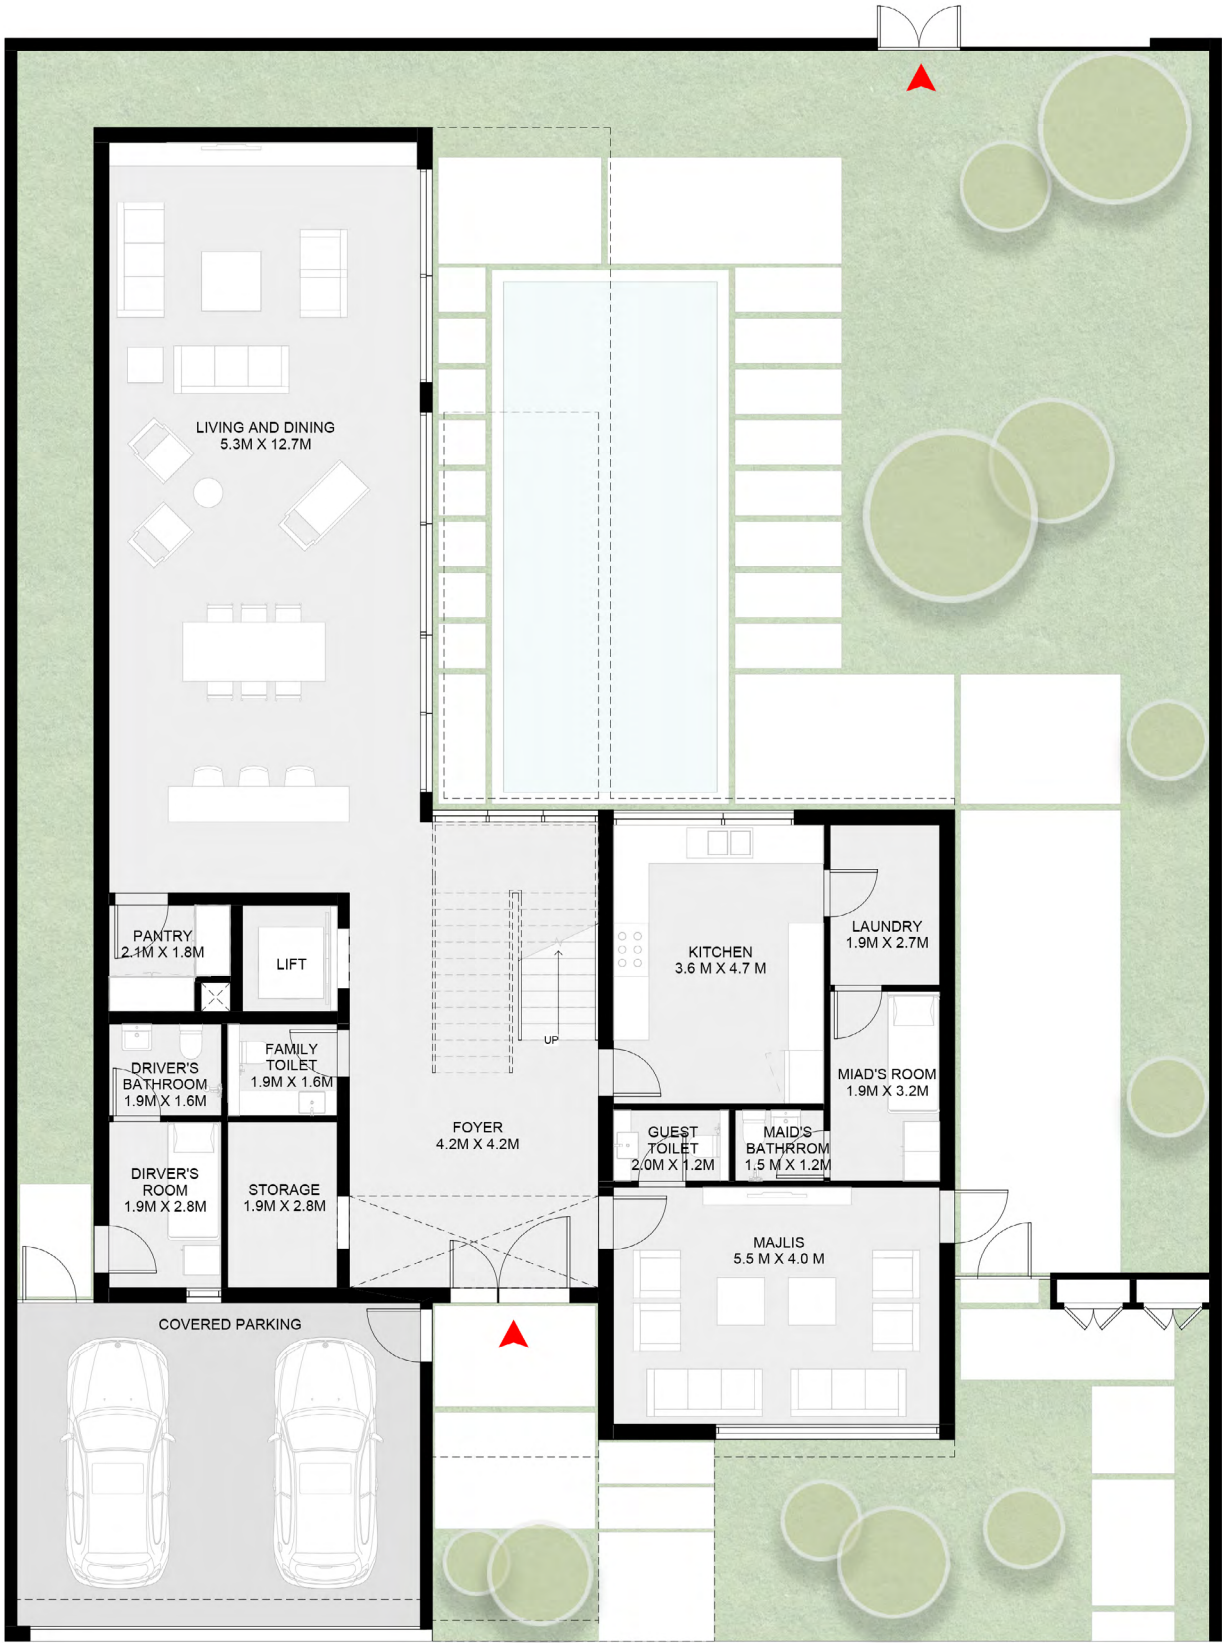 LIVING AND DINING
5.3M X 12.7M
PANTRY
2.1M X 1.8M
LIFT
KITCHEN
3.6 M X 4.7 M
LAUNDRY
1.9M X 2.7M
UP
DRIVER'S
BATHROOM
1.9M X 1.6M
FAMILY
TOILET
1.9M X 1.6M
MIAD'S ROOM
1.9M X 3.2M
FOYER
4.2M X 4.2M
GUEST
TOILET
2.0M X 1.2M
MAID'S
BATHRROM
1.5 M X 1.2M
DIRVER'S
ROOM
1.9M X 2.8M
STORAGE
1.9M X 2.8M
MAJLIS
5.5 M X 4.0 M
COVERED PARKING